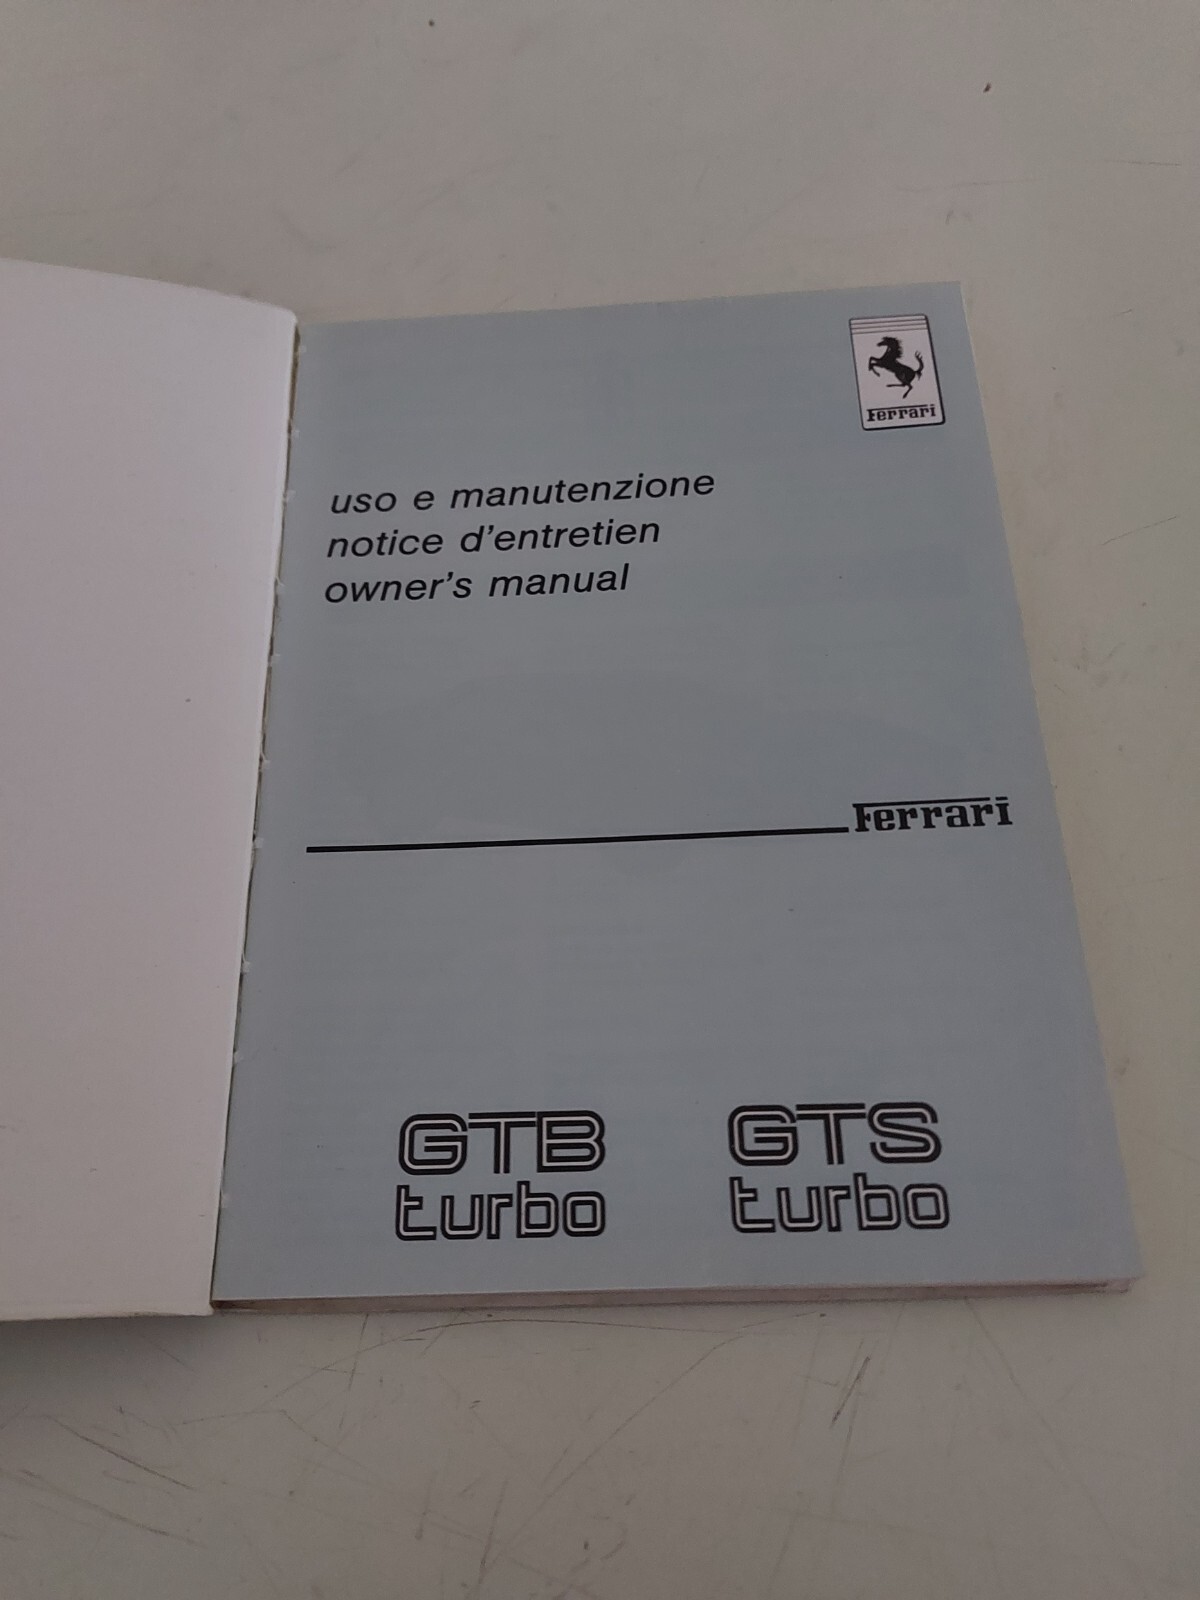 Ferrari
uso e manutenzione
notice d'entretien
owner's manual
Ferrari
GTB turbo
GTS turbo